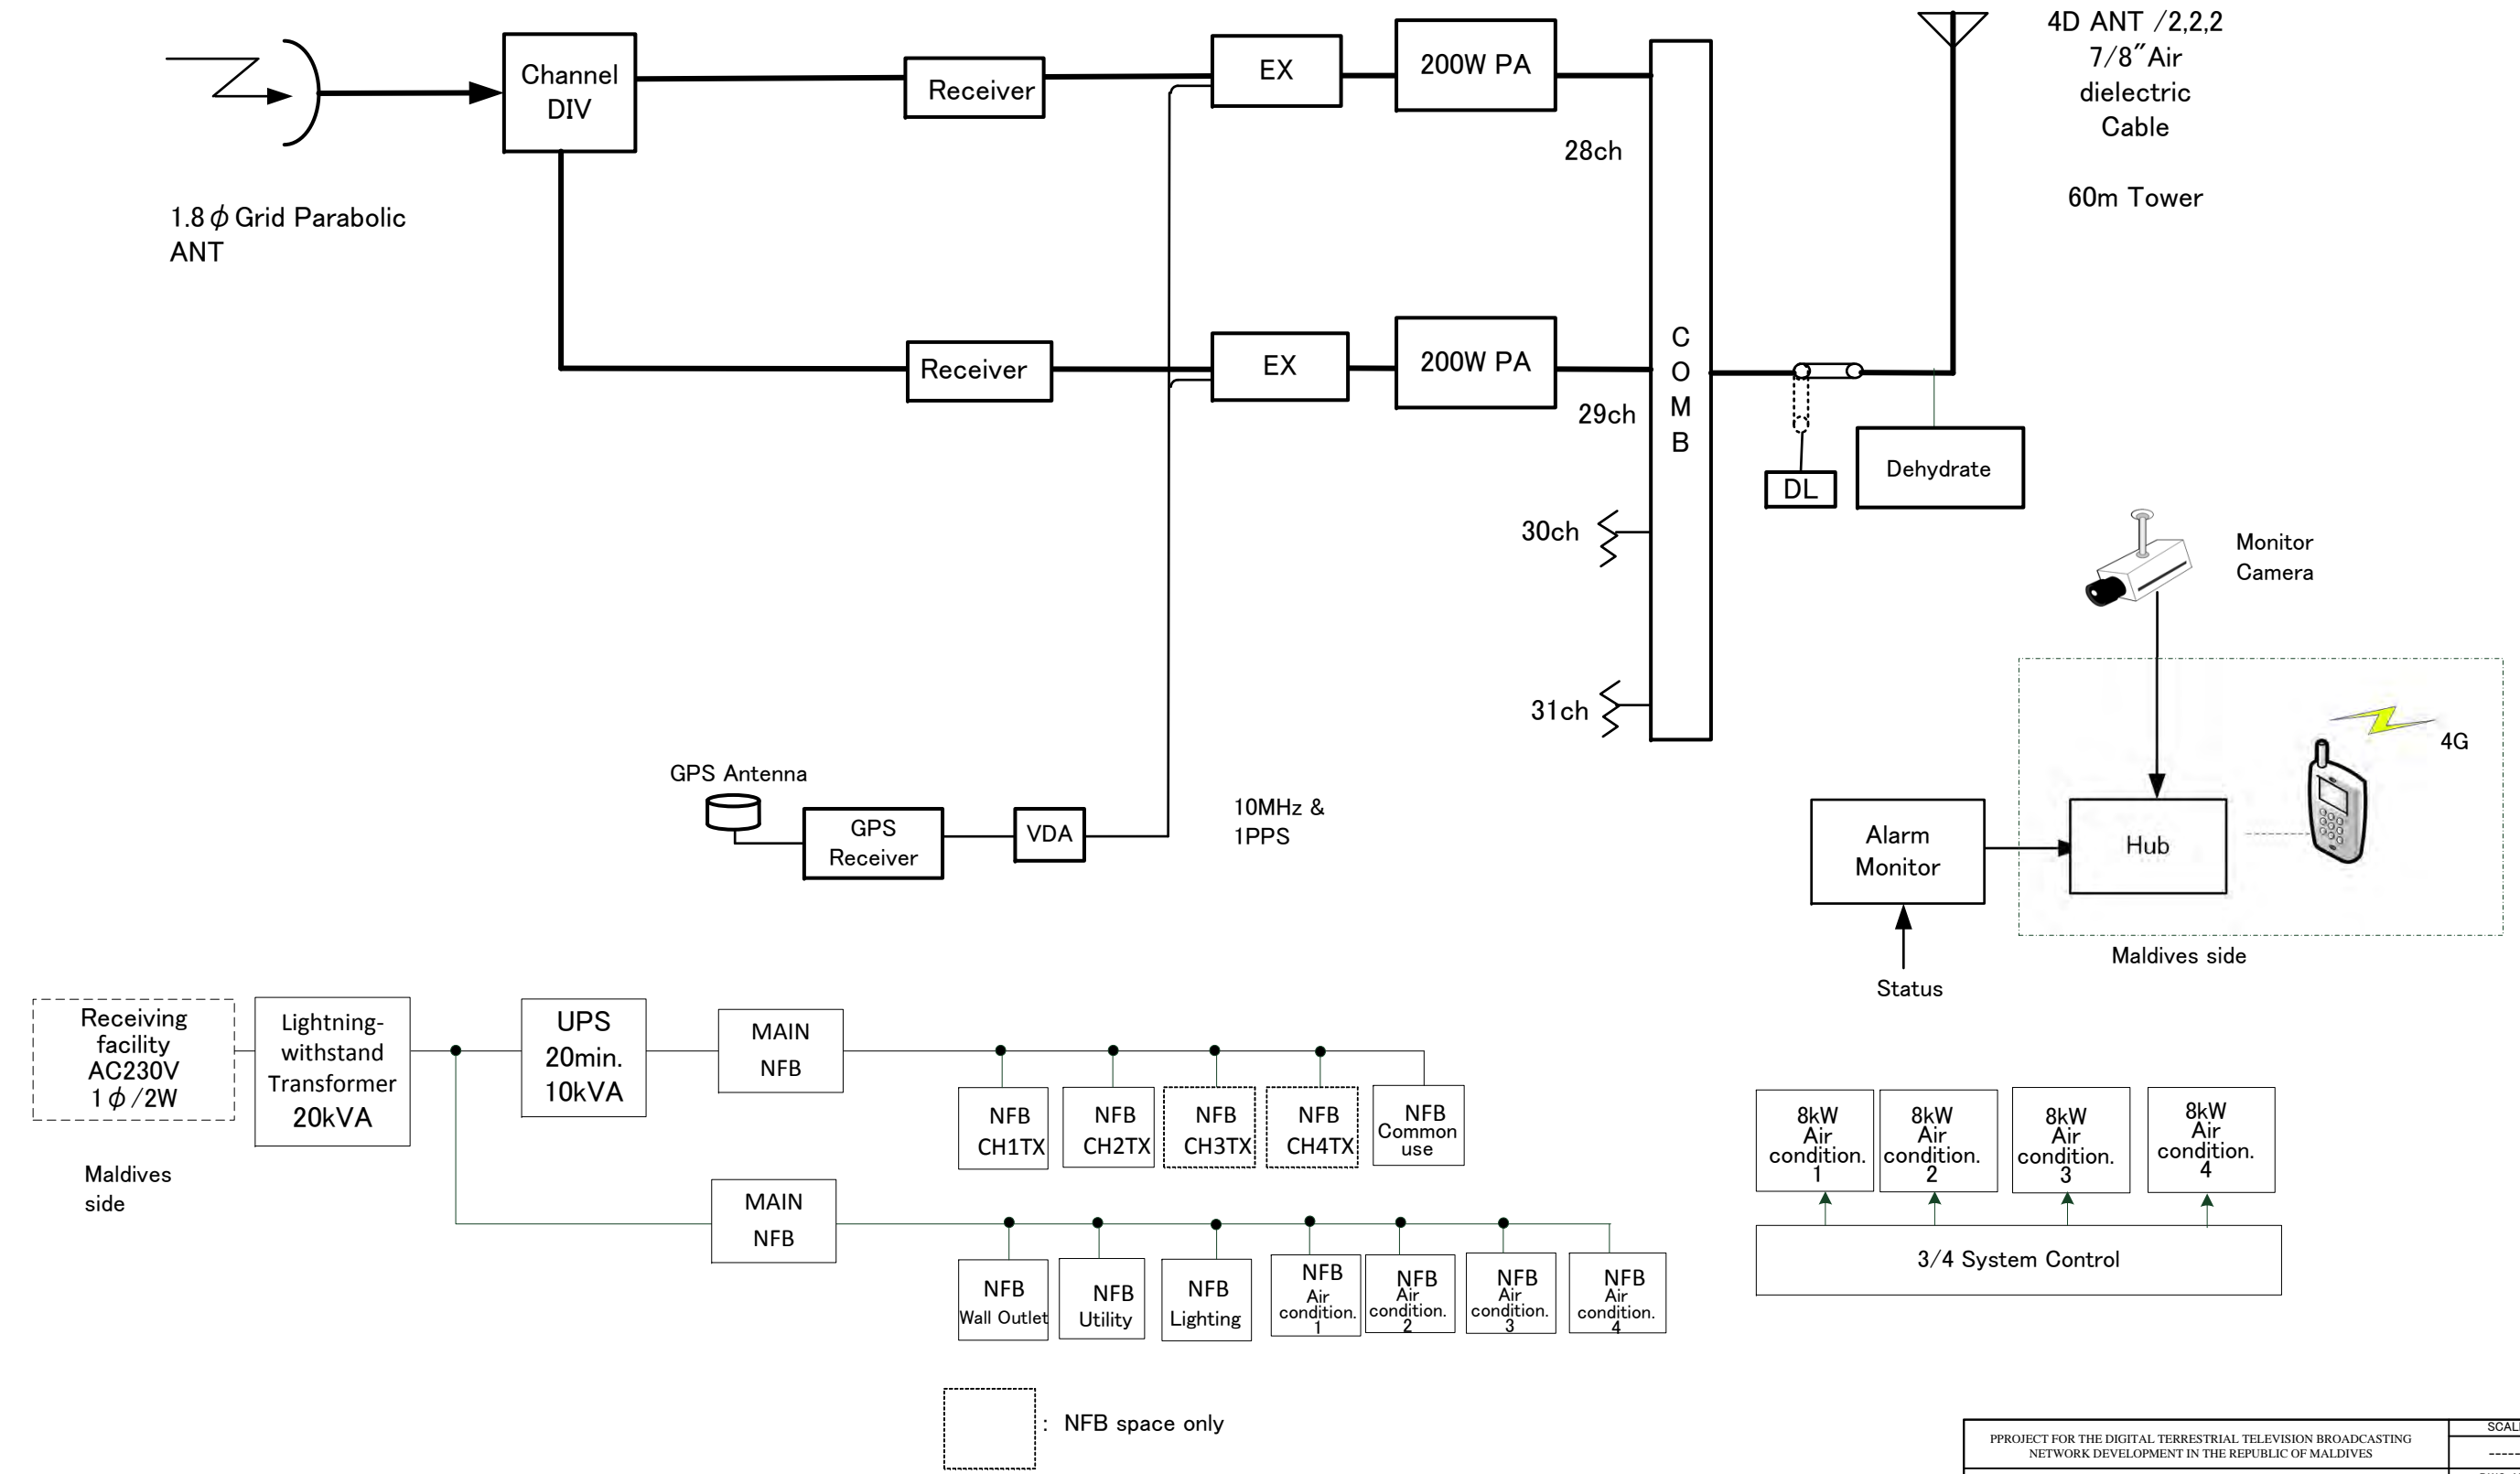 4D ANT /2,2,2
7/8″Air
dielectric
Cable
60m Tower
Channel
DIV
Receiver
EX
200W PA
28ch
1.8φGrid Parabolic
ANT
Receiver
EX
200W PA
29ch
C
O
M
B
30ch
31ch
DL
Dehydrate
Monitor
Camera
4G
GPS Antenna
GPS
Receiver
VDA
10MHz &
1PPS
Alarm
Monitor
Hub
Maldives side
Status
Receiving
facility
AC230V
1φ/2W
Maldives
side
Lightning-
withstand
Transformer
20kVA
UPS
20min.
10kVA
MAIN
NFB
NFB
CH1TX
NFB
CH2TX
NFB
CH3TX
NFB
CH4TX
NFB
Common
use
MAIN
NFB
NFB
Wall Outlet
NFB
Utility
NFB
Lighting
NFB
Air
condition.
1
NFB
Air
condition.
2
NFB
Air
condition.
3
NFB
Air
condition.
4
8kW
Air
condition.
1
8kW
Air
condition.
2
8kW
Air
condition.
3
8kW
Air
condition.
4
3/4 System Control
: NFB space only
PPROJECT FOR THE DIGITAL TERRESTRIAL TELEVISION BROADCASTING
NETWORK DEVELOPMENT IN THE REPUBLIC OF MALDIVES